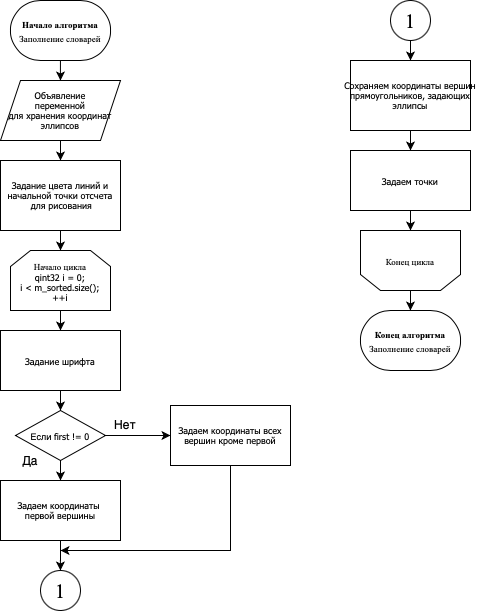 Начало алгоритма
Заполнение словарей
Объявление
переменной
для хранения координат
эллипсов
Задание цвета линий и
начальной точки отсчета
для рисования
Начало цикла
qint32 i = 0;
i < m_sorted.size();
++i
Задание шрифта
Если first != 0
Нет
Да
Задаем координаты всех
вершин кроме первой
Задаем координаты
первой вершины
1
1
Сохраняем координаты вершин
прямоугольников, задающих
эллипсы
Задаем точки
Конец цикла
Конец алгоритма
Заполнение словарей